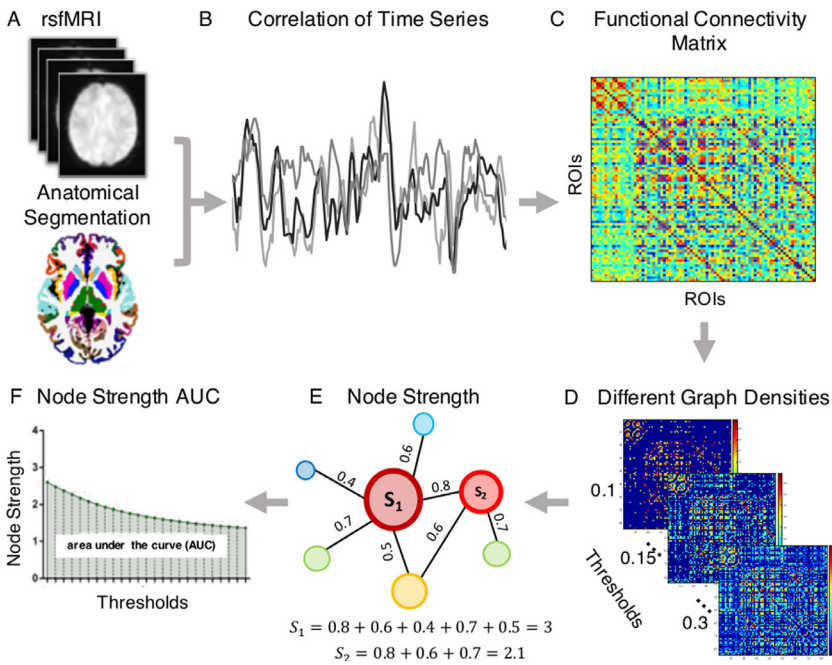 A rsfMRI
Anatomical
Segmentation
B Correlation of Time Series
C Functional Connectivity
Matrix
ROIs
ROIs
D Different Graph Densities
0.1
0.15
0.3
Thresholds
E Node Strength
0.6
0.4
0.8
S₁
S₂
0.7
0.5
0.6
0.7
S₁ = 0.8 + 0.6 + 0.4 + 0.7 + 0.5 = 3
S₂ = 0.8 + 0.6 + 0.7 = 2.1
F Node Strength AUC
Node Strength
4
3
2
1
0
area under the curve (AUC)
Thresholds